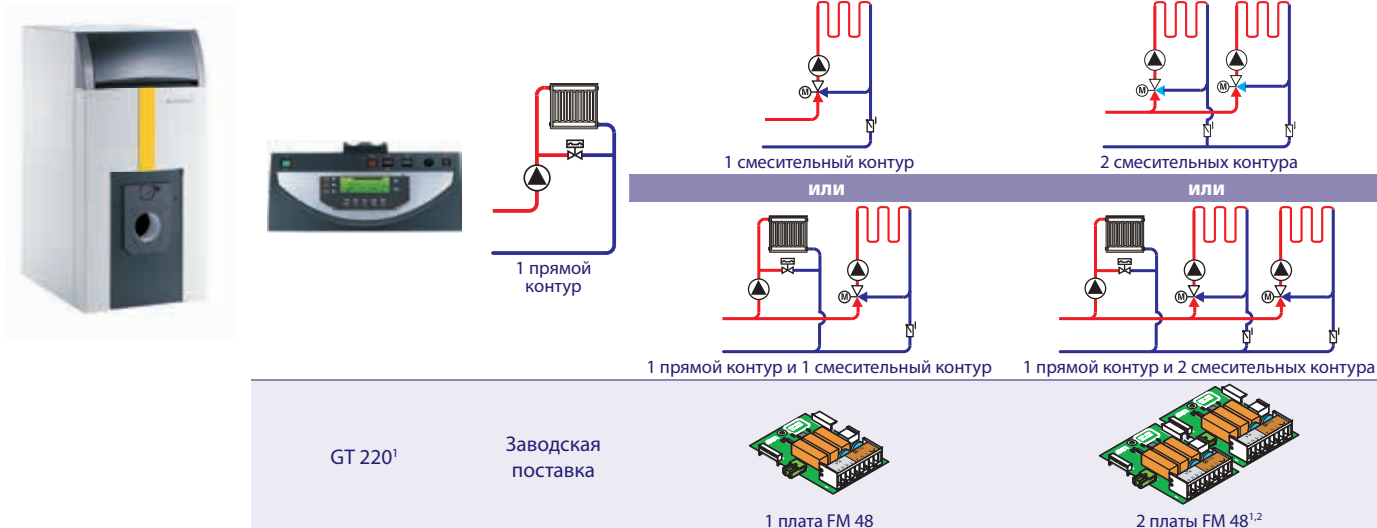 M
M
M
1 смесительный контур
2 смесительных контура
или
или
1 прямой
контур
M
M
M
1 прямой контур и 1 смесительный контур
1 прямой контур и 2 смесительных контура
GT 220¹
Заводская
поставка
1 плата FM 48
2 платы FM 48¹,²